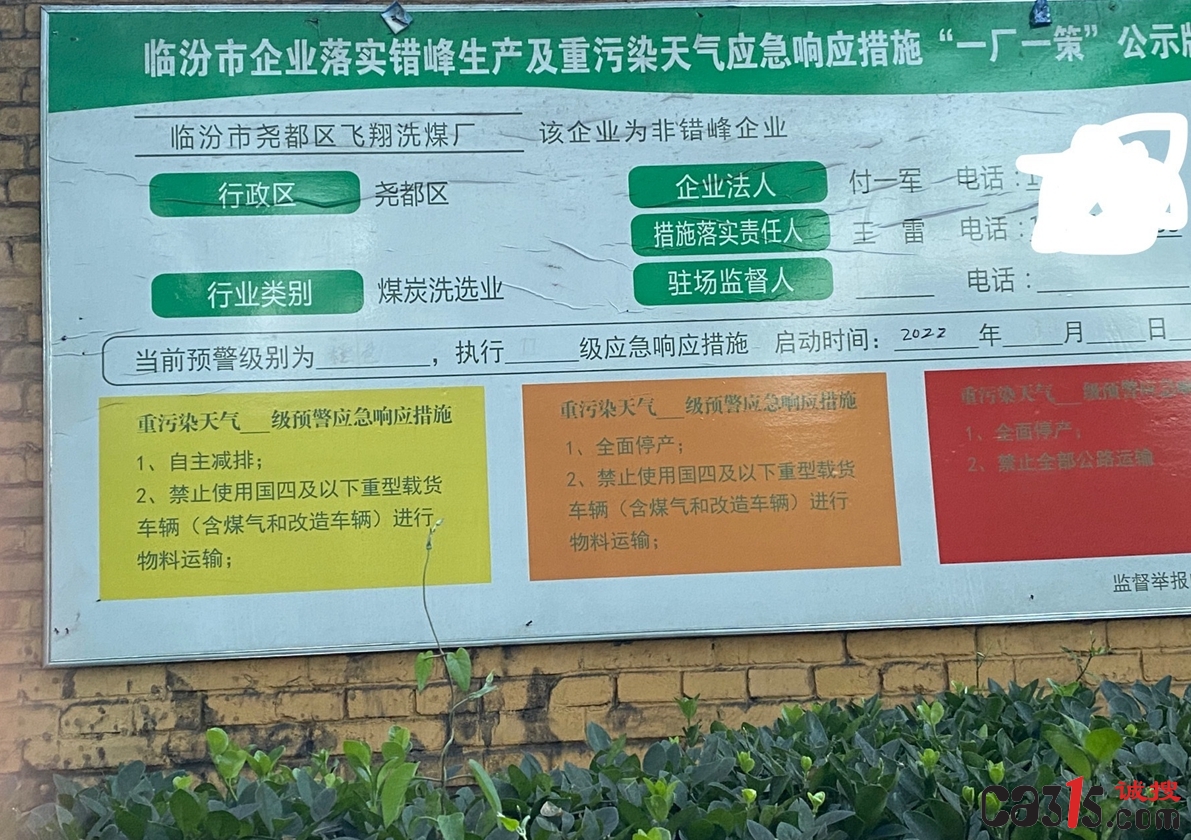 临汾市企业落实错峰生产及重污染天气应急响应措施“一厂一策”公示
临汾市尧都区飞翔洗煤厂 该企业为非错峰企业
行政区 尧都区
企业法人 付一军 电话：
措施落实责任人 王 雷 电话：
行业类别 煤炭洗选业
驻场监督人 电话：
当前预警级别为 ，执行 级应急响应措施 启动时间：2022 年 月 日
重污染天气 级预警应急响应措施
1、自主减排；
2、禁止使用国四及以下重型载货
车辆（含煤气和改造车辆）进行
物料运输；
重污染天气 级预警应急响应措施
1、全面停产；
2、禁止使用国四及以下重型载货
车辆（含煤气和改造车辆）进行
物料运输；
重污染天气 级预警应急
1、全面停产；
2、禁止全部公路运输
监督举报
ca315.com
诚搜